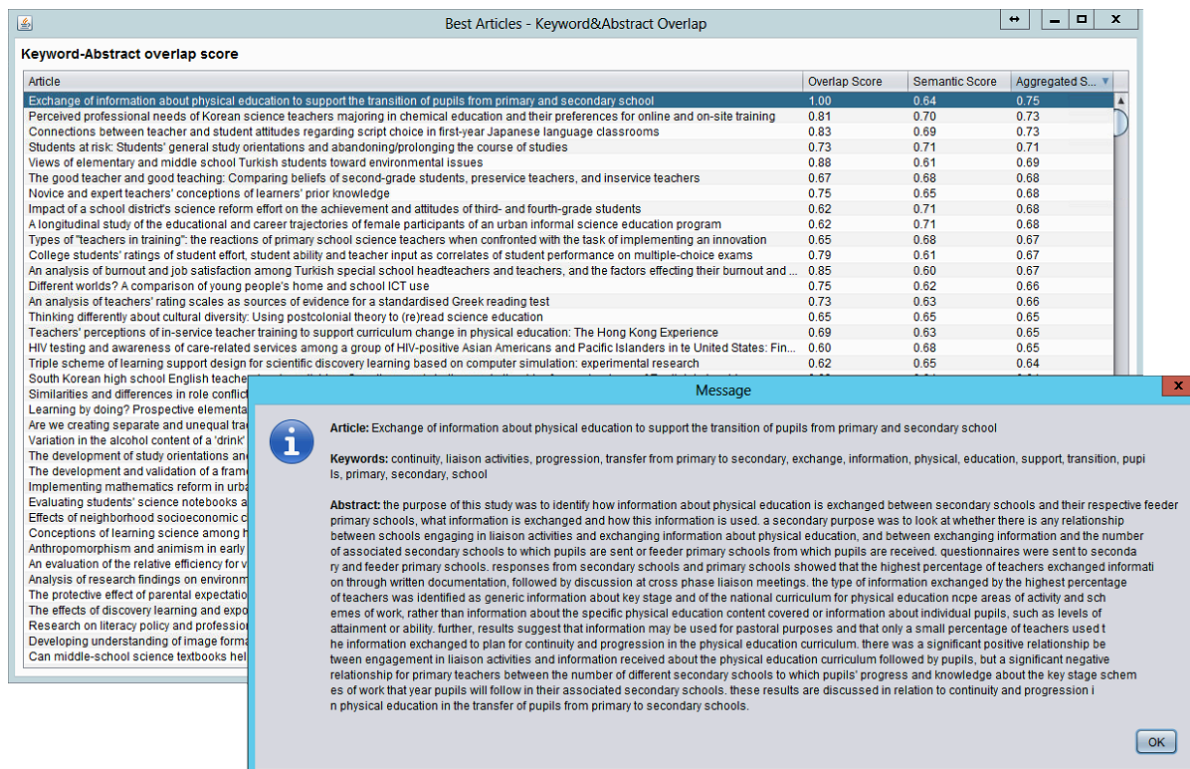 Best Articles - Keyword&Abstract Overlap
Keyword-Abstract overlap score
Article Overlap Score Semantic Score Aggregated S...
Exchange of information about physical education to support the transition of pupils from primary and secondary school 1.00 0.64 0.75
Perceived professional needs of Korean science teachers majoring in chemical education and their preferences for online and on-site training 0.81 0.70 0.73
Connections between teacher and student attitudes regarding script choice in first-year Japanese language classrooms 0.83 0.69 0.73
Students at risk: Students' general study orientations and abandoning/prolonging the course of studies 0.73 0.71 0.71
Views of elementary and middle school Turkish students toward environmental issues 0.88 0.61 0.69
The good teacher and good teaching: Comparing beliefs of second-grade students, preservice teachers, and inservice teachers 0.67 0.68 0.68
Novice and expert teachers' conceptions of learners' prior knowledge 0.75 0.65 0.68
Impact of a school district's science reform effort on the achievement and attitudes of third- and fourth-grade students 0.62 0.71 0.68
A longitudinal study of the educational and career trajectories of female participants of an urban informal science education program 0.62 0.71 0.68
Types of "teachers in training": the reactions of primary school science teachers when confronted with the task of implementing an innovation 0.65 0.68 0.67
College students' ratings of student effort, student ability and teacher input as correlates of student performance on multiple-choice exams 0.79 0.61 0.67
An analysis of burnout and job satisfaction among Turkish special school headteachers and teachers, and the factors effecting their burnout and ... 0.85 0.60 0.67
Different worlds? A comparison of young people's home and school ICT use 0.75 0.62 0.66
An analysis of teachers' rating scales as sources of evidence for a standardised Greek reading test 0.73 0.63 0.66
Thinking differently about cultural diversity: Using postcolonial theory to (re)read science education 0.65 0.65 0.65
Teachers' perceptions of in-service teacher training to support curriculum change in physical education: The Hong Kong Experience 0.69 0.63 0.65
HIV testing and awareness of care-related services among a group of HIV-positive Asian Americans and Pacific Islanders in te United States: Fin... 0.60 0.68 0.65
Triple scheme of learning support design for scientific discovery learning based on computer simulation: experimental research 0.62 0.65 0.64
South Korean high school English teache
Similarities and differences in role conflict
Learning by doing? Prospective elementa
Are we creating separate and unequal tra
Variation in the alcohol content of a 'drink'
The development of study orientations an
The development and validation of a fram
Implementing mathematics reform in urba
Evaluating students' science notebooks a
Effects of neighborhood socioeconomic c
Conceptions of learning science among h
Anthropomorphism and animism in early
An evaluation of the relative efficiency for v
Analysis of research findings on environm
The protective effect of parental expectatio
The effects of discovery learning and expo
Research on literacy policy and profession
Developing understanding of image forma
Can middle-school science textbooks hel
Message
Article: Exchange of information about physical education to support the transition of pupils from primary and secondary school
Keywords: continuity, liaison activities, progression, transfer from primary to secondary, exchange, information, physical, education, support, transition, pupi
ls, primary, secondary, school
Abstract: the purpose of this study was to identify how information about physical education is exchanged between secondary schools and their respective feeder
primary schools, what information is exchanged and how this information is used. a secondary purpose was to look at whether there is any relationship
between schools engaging in liaison activities and exchanging information about physical education, and between exchanging information and the number
of associated secondary schools to which pupils are sent or feeder primary schools from which pupils are received. questionnaires were sent to seconda
ry and feeder primary schools. responses from secondary schools and primary schools showed that the highest percentage of teachers exchanged informati
on through written documentation, followed by discussion at cross phase liaison meetings. the type of information exchanged by the highest percentage
of teachers was identified as generic information about key stage and of the national curriculum for physical education ncpe areas of activity and sch
emes of work, rather than information about the specific physical education content covered or information about individual pupils, such as levels of
attainment or ability. further, results suggest that information may be used for pastoral purposes and that only a small percentage of teachers used t
he information exchanged to plan for continuity and progression in the physical education curriculum. there was a significant positive relationship be
tween engagement in liaison activities and information received about the physical education curriculum followed by pupils, but a significant negative
relationship for primary teachers between the number of different secondary schools to which pupils' progress and knowledge about the key stage schem
es of work that year pupils will follow in their associated secondary schools. these results are discussed in relation to continuity and progression i
n physical education in the transfer of pupils from primary to secondary schools.
OK